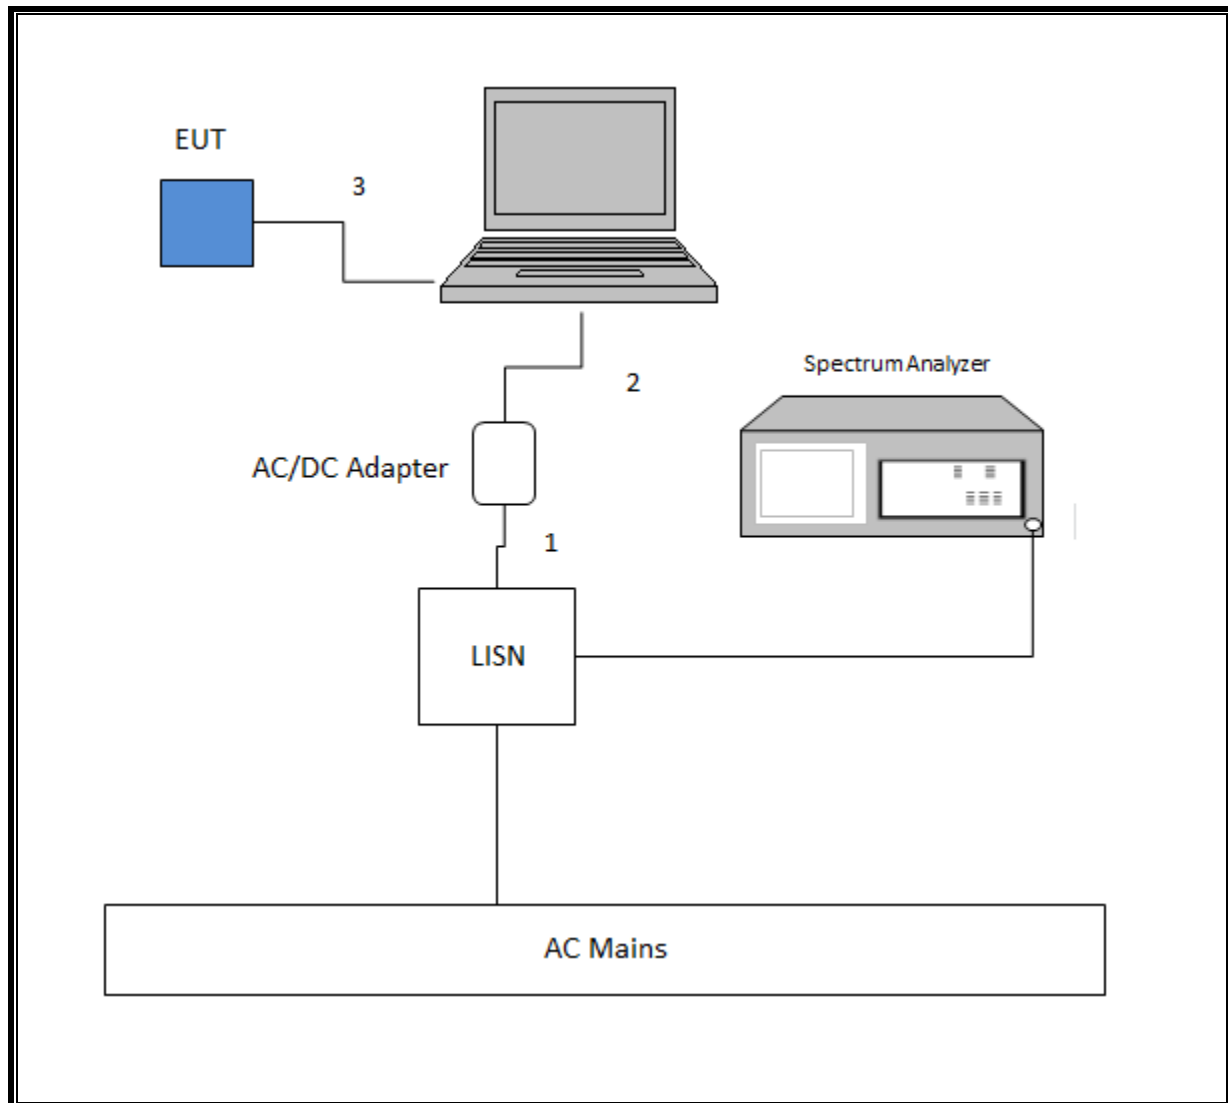 EUT
3
2
Spectrum Analyzer
AC/DC Adapter
1
LISN
AC Mains